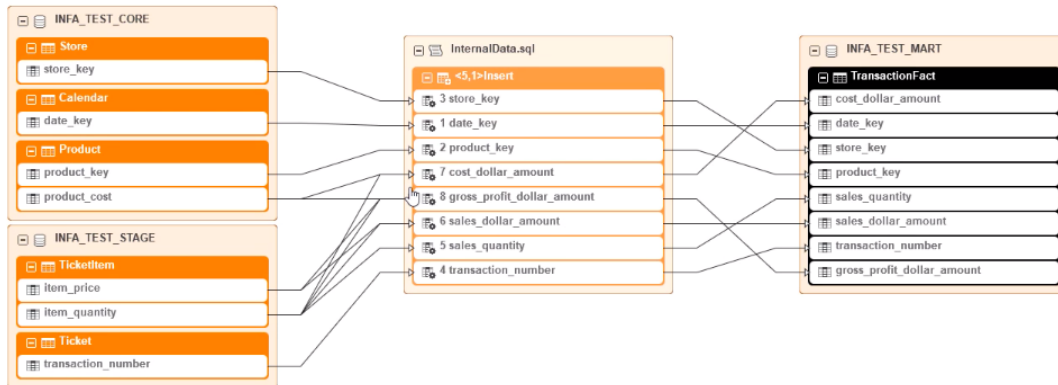 INFA_TEST_CORE
Store
store_key
Calendar
date_key
Product
product_key
product_cost
INFA_TEST_STAGE
TicketItem
item_price
item_quantity
Ticket
transaction_number
InternalData.sql
<5,1>Insert
3 store_key
1 date_key
2 product_key
7 cost_dollar_amount
8 gross_profit_dollar_amount
6 sales_dollar_amount
5 sales_quantity
4 transaction_number
INFA_TEST_MART
TransactionFact
cost_dollar_amount
date_key
store_key
product_key
sales_quantity
sales_dollar_amount
transaction_number
gross_profit_dollar_amount